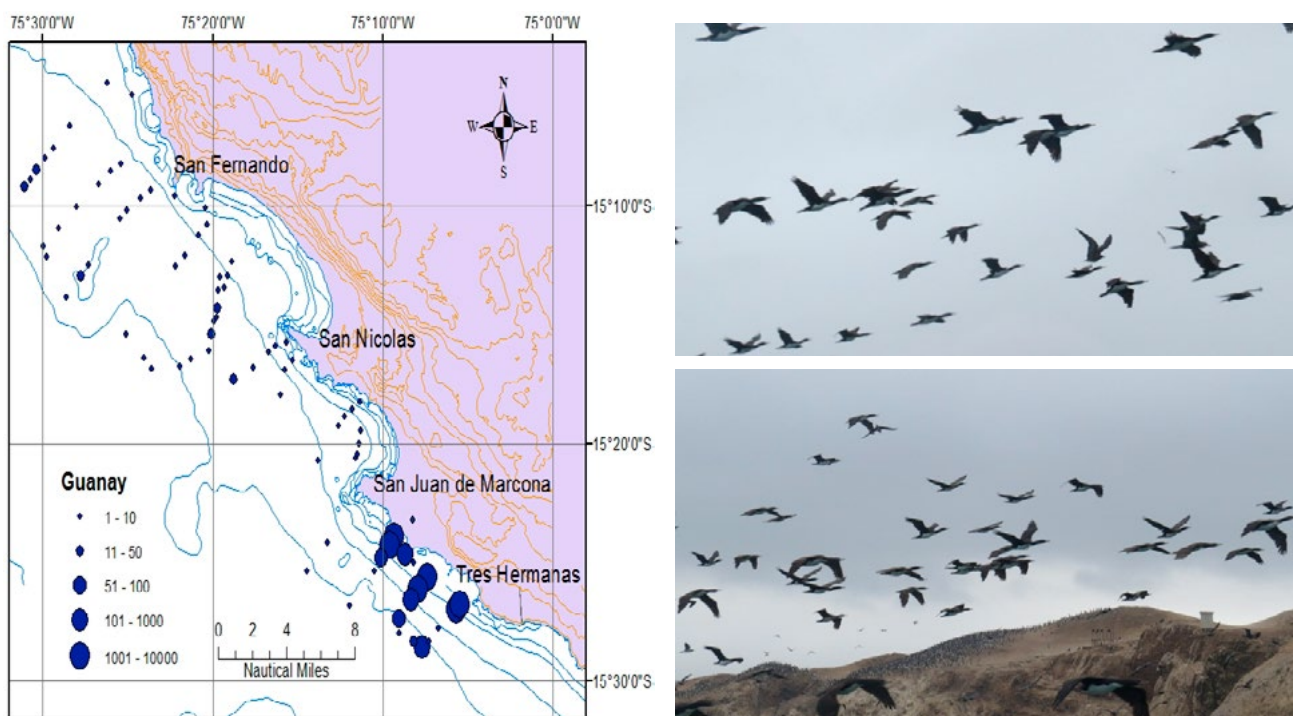 75°30'0"W 75°20'0"W 75°10'0"W 75°0'0"W
N
W E
S
San Fernando
15°10'0"S
San Nicolas
15°20'0"S
San Juan de Marcona
Guanay
1 - 10
11 - 50
51 - 100
101 - 1000
1001 - 10000
Tres Hermanas
0 2 4 8
Nautical Miles
15°30'0"S